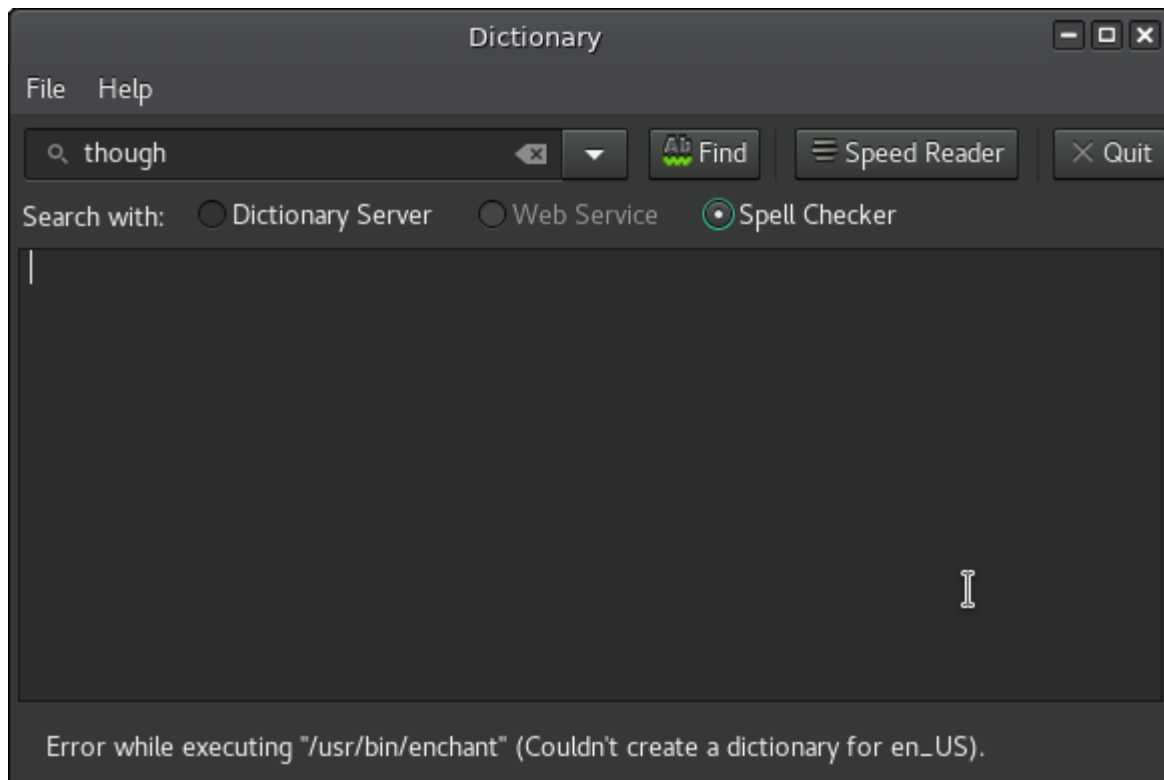 Dictionary
File Help
though Ab Find Speed Reader Quit
Search with: Dictionary Server Web Service Spell Checker
Error while executing "/usr/bin/enchant" (Couldn't create a dictionary for en_US).